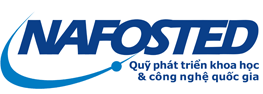 NAFOSTED
Quỹ phát triển khoa học
& công nghệ quốc gia